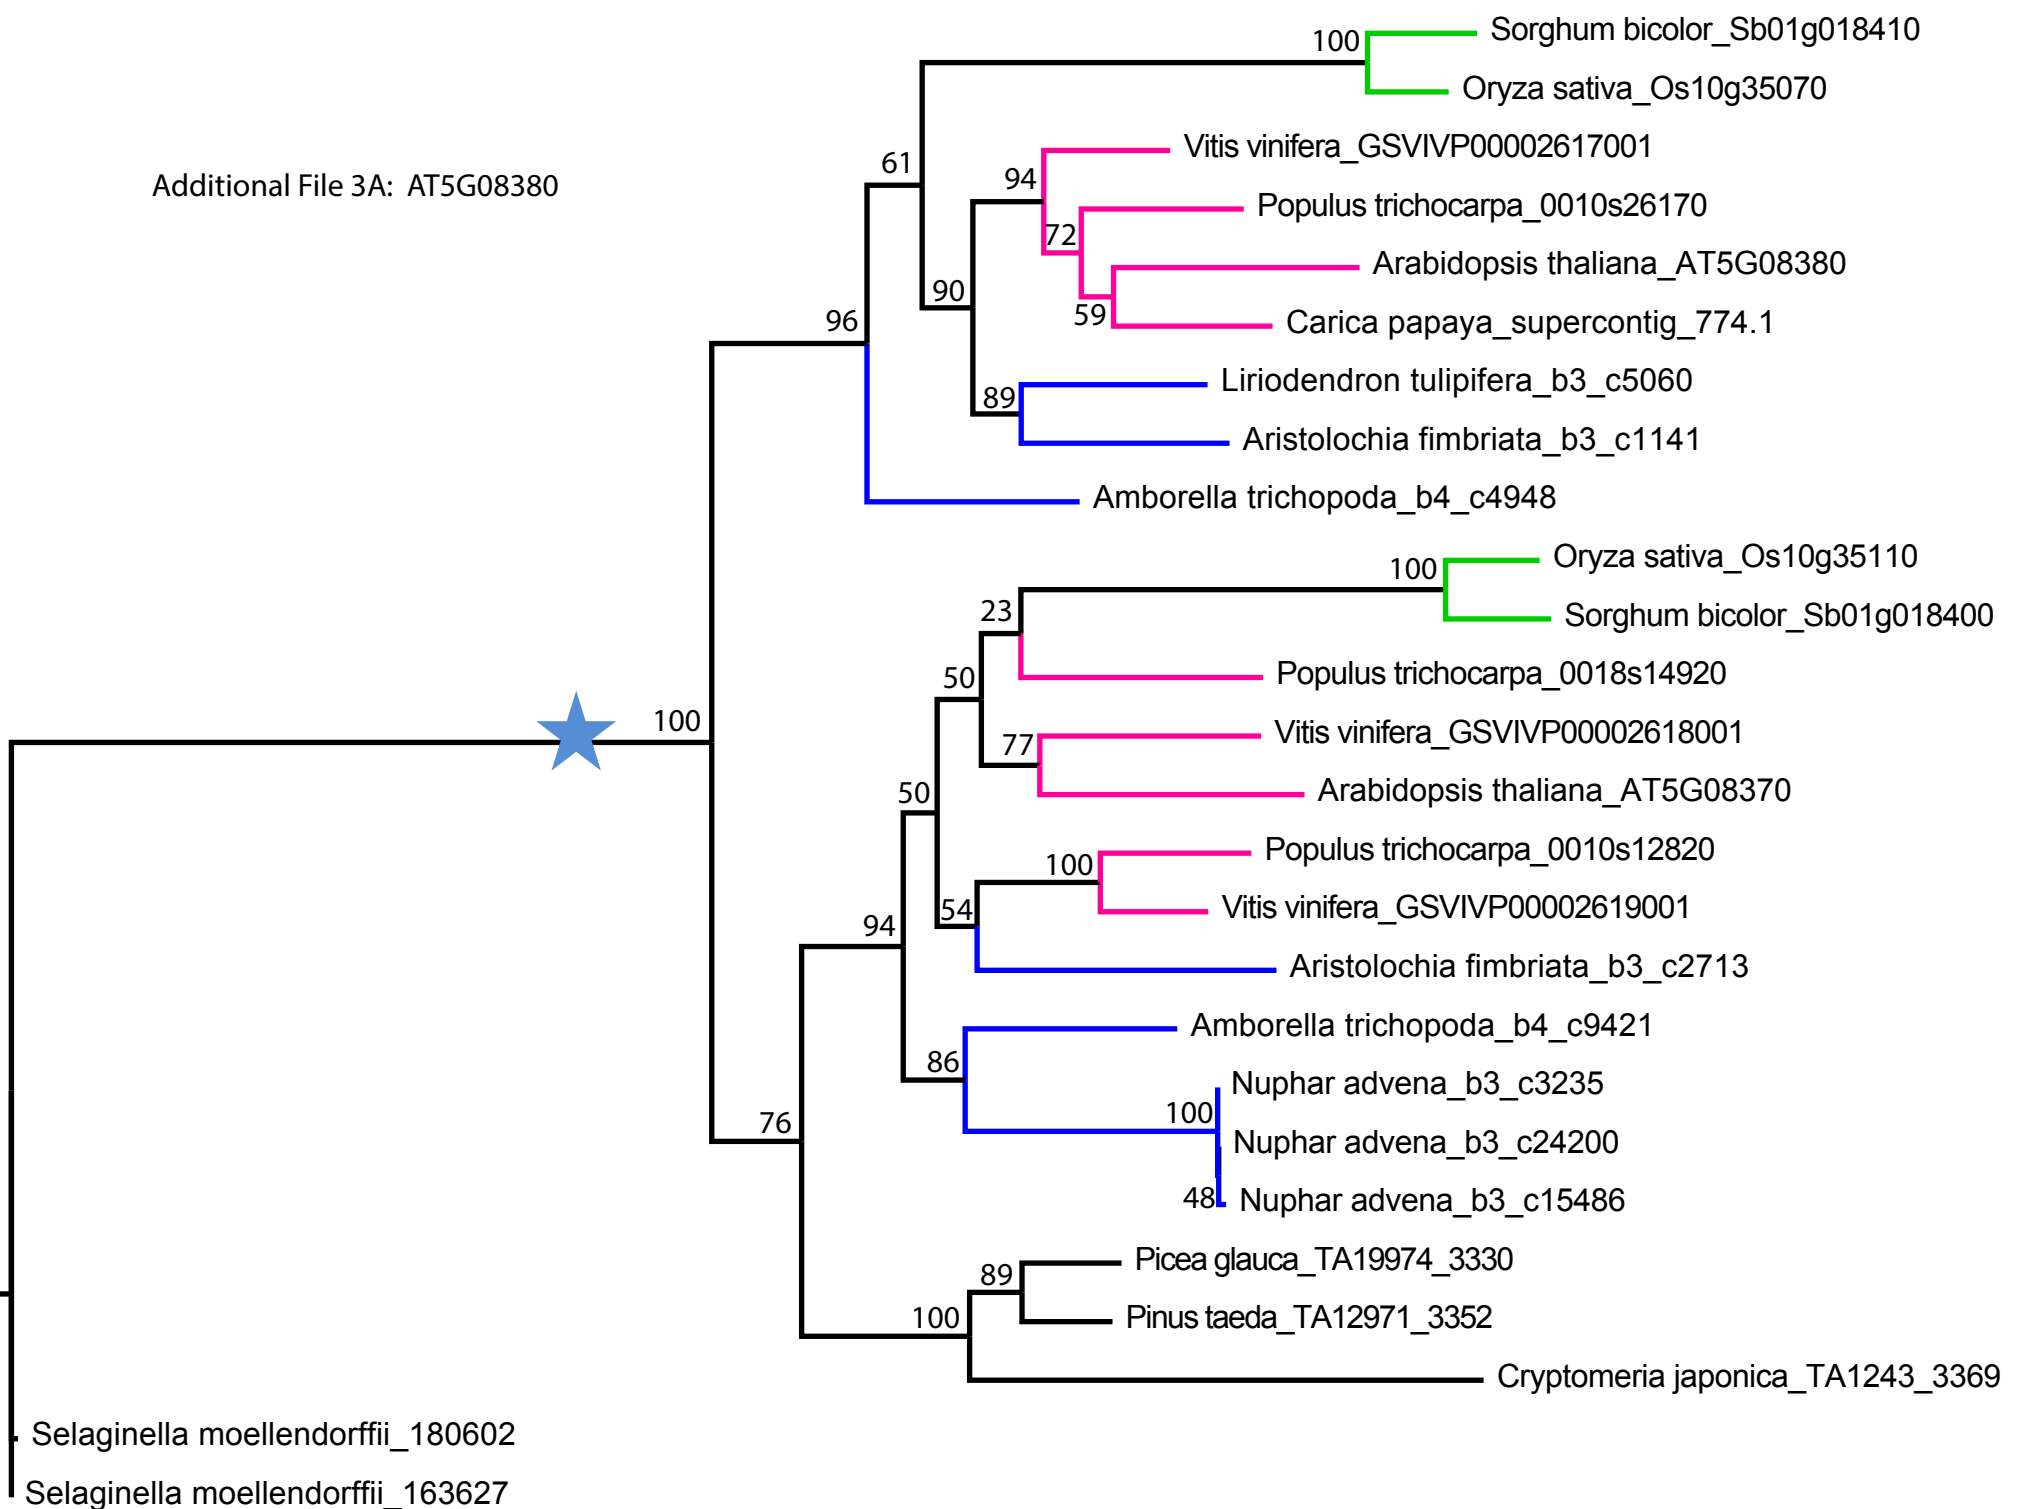 100
Sorghum bicolor_Sb01g018410
Oryza sativa_Os10g35070
Vitis vinifera_GSVIVP00002617001
61
94
Additional File 3A: AT5G08380
Populus trichocarpa_0010s26170
72
Arabidopsis thaliana_AT5G08380
90
59
Carica papaya_supercontig_774.1
96
Liriodendron tulipifera_b3_c5060
89
Aristolochia fimbriata_b3_c1141
Amborella trichopoda_b4_c4948
100
Oryza sativa_Os10g35110
23
Sorghum bicolor_Sb01g018400
50
Populus trichocarpa_0018s14920
100
77
Vitis vinifera_GSVIVP00002618001
50
Arabidopsis thaliana_AT5G08370
100
Populus trichocarpa_0010s12820
54
Vitis vinifera_GSVIVP00002619001
94
Aristolochia fimbriata_b3_c2713
Amborella trichopoda_b4_c9421
86
Nuphar advena_b3_c3235
100
76
Nuphar advena_b3_c24200
48
Nuphar advena_b3_c15486
89
Picea glauca_TA19974_3330
100
Pinus taeda_TA12971_3352
Cryptomeria japonica_TA1243_3369
Selaginella moellendorffii_180602
Selaginella moellendorffii_163627